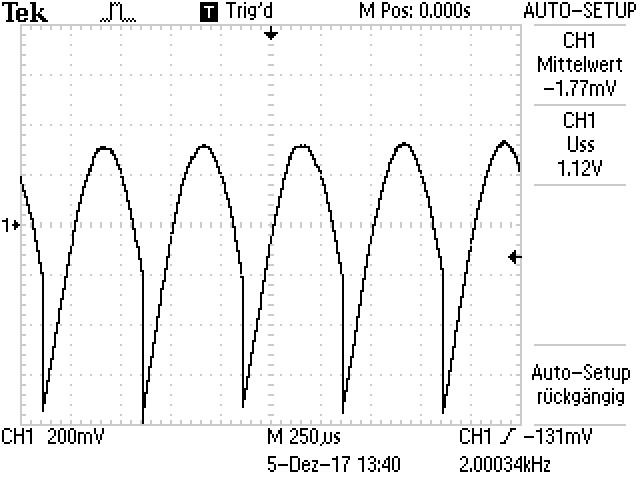 Tek
T Trig'd
M Pos: 0.000s
AUTO-SETUP
CH1
Mittelwert
-1.77mV
CH1
Uss
1.12V
1
Auto-Setup
rückgängig
CH1 200mV
M 250µs
CH1 -131mV
5-Dez-17 13:40
2.00034kHz